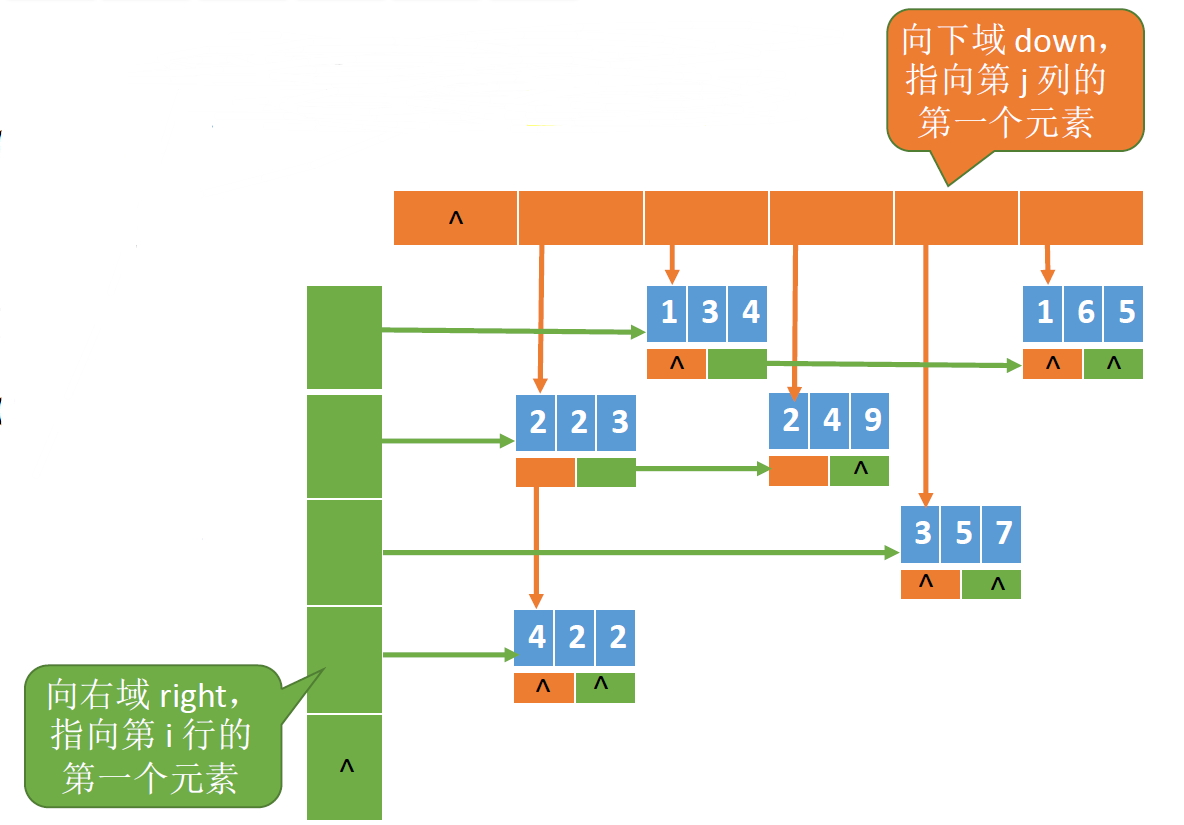 向下域 down，
指向第 j 列的
第一个元素
^
1 3 4
1 6 5
^
^ ^
2 2 3
2 4 9
^
3 5 7
^ ^
4 2 2
^ ^
向右域 right，
指向第 i 行的
第一个元素
^